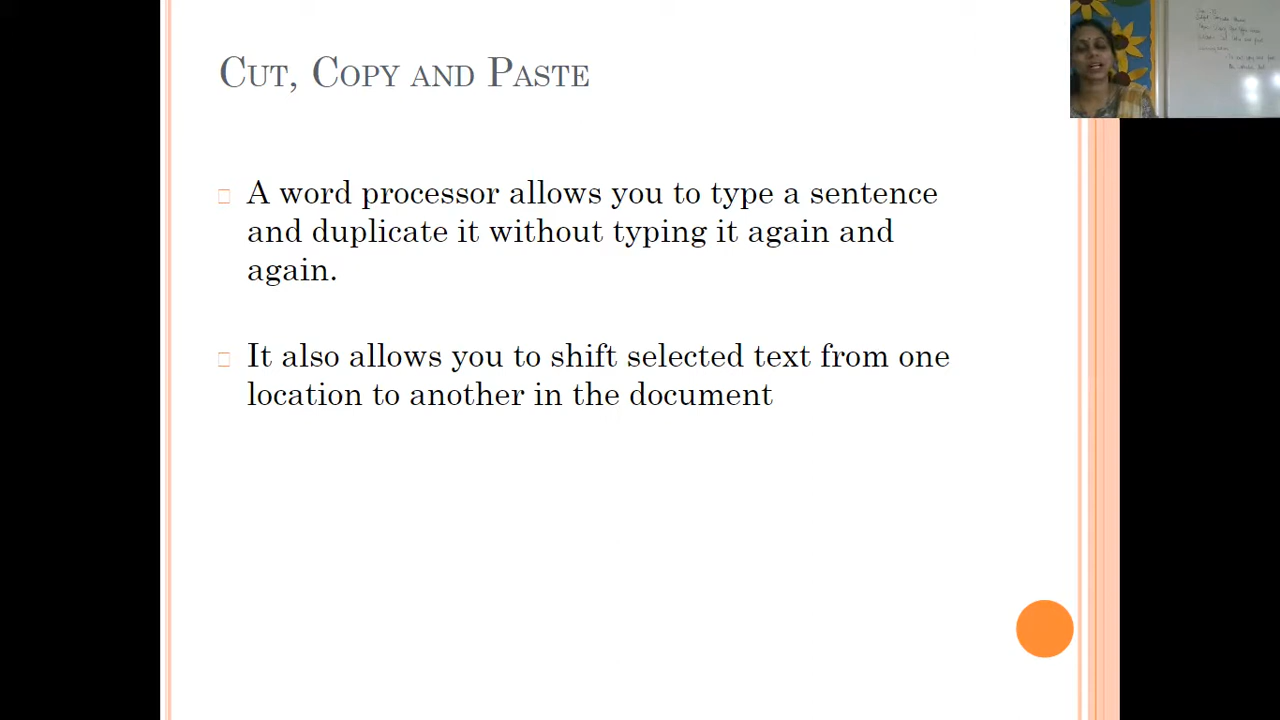 Cut, Copy and Paste
A word processor allows you to type a sentence
and duplicate it without typing it again and
again.
It also allows you to shift selected text from one
location to another in the document